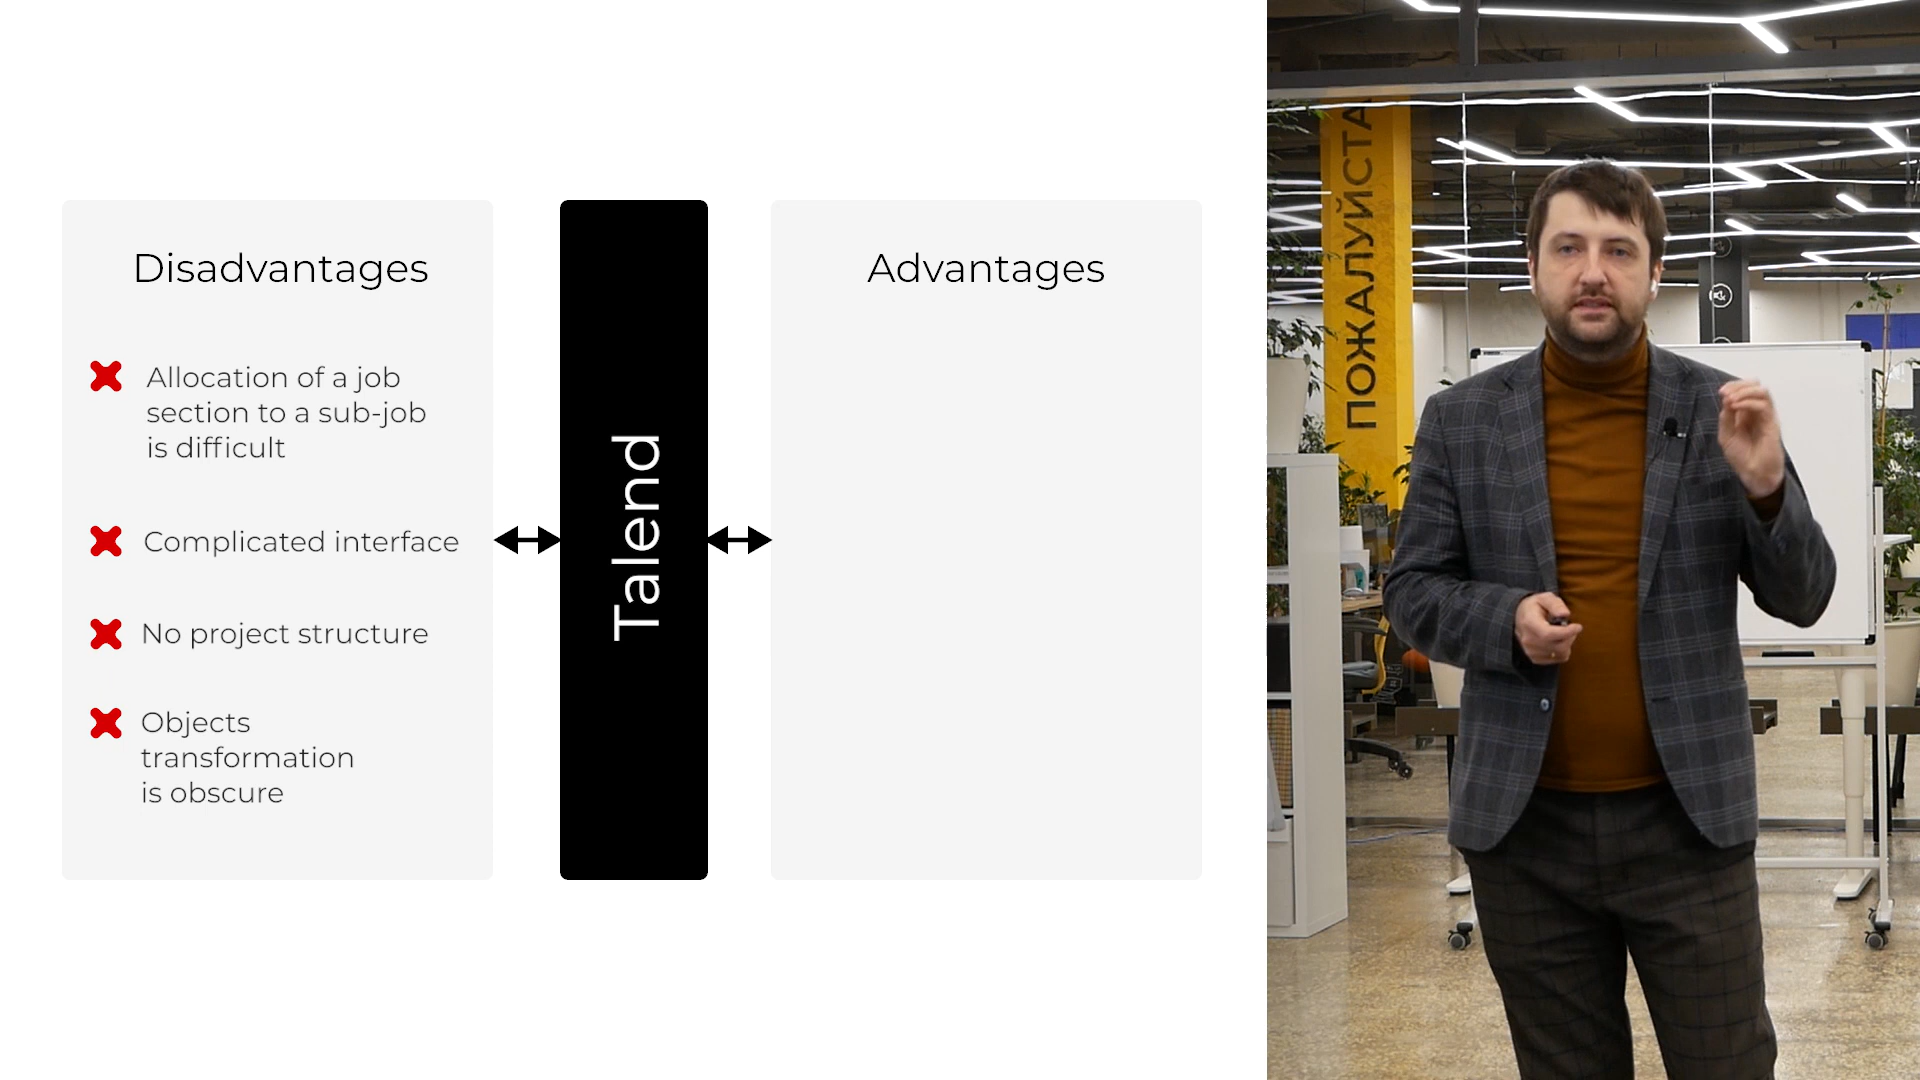 Disadvantages
Allocation of a job
section to a sub-job
is difficult
Complicated interface
No project structure
Objects
transformation
is obscure
Talend
Advantages
ПОЖАЛУЙСТА